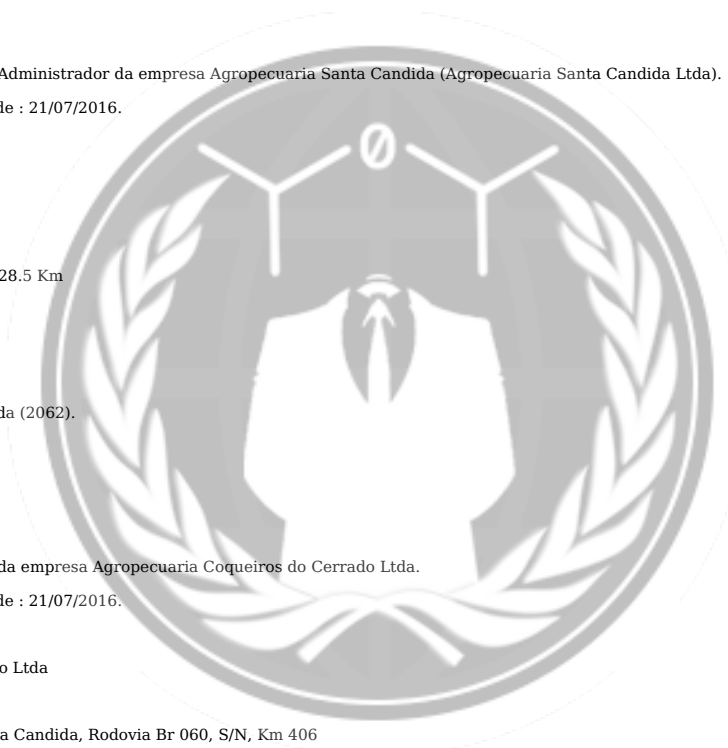 Administrador da empresa Agropecuaria Santa Candida (Agropecuaria Santa Candida Ltda).
de : 21/07/2016.
0
28.5 Km
da (2062).
da empresa Agropecuaria Coqueiros do Cerrado Ltda.
de : 21/07/2016.
o Ltda
a Candida, Rodovia Br 060, S/N, Km 406